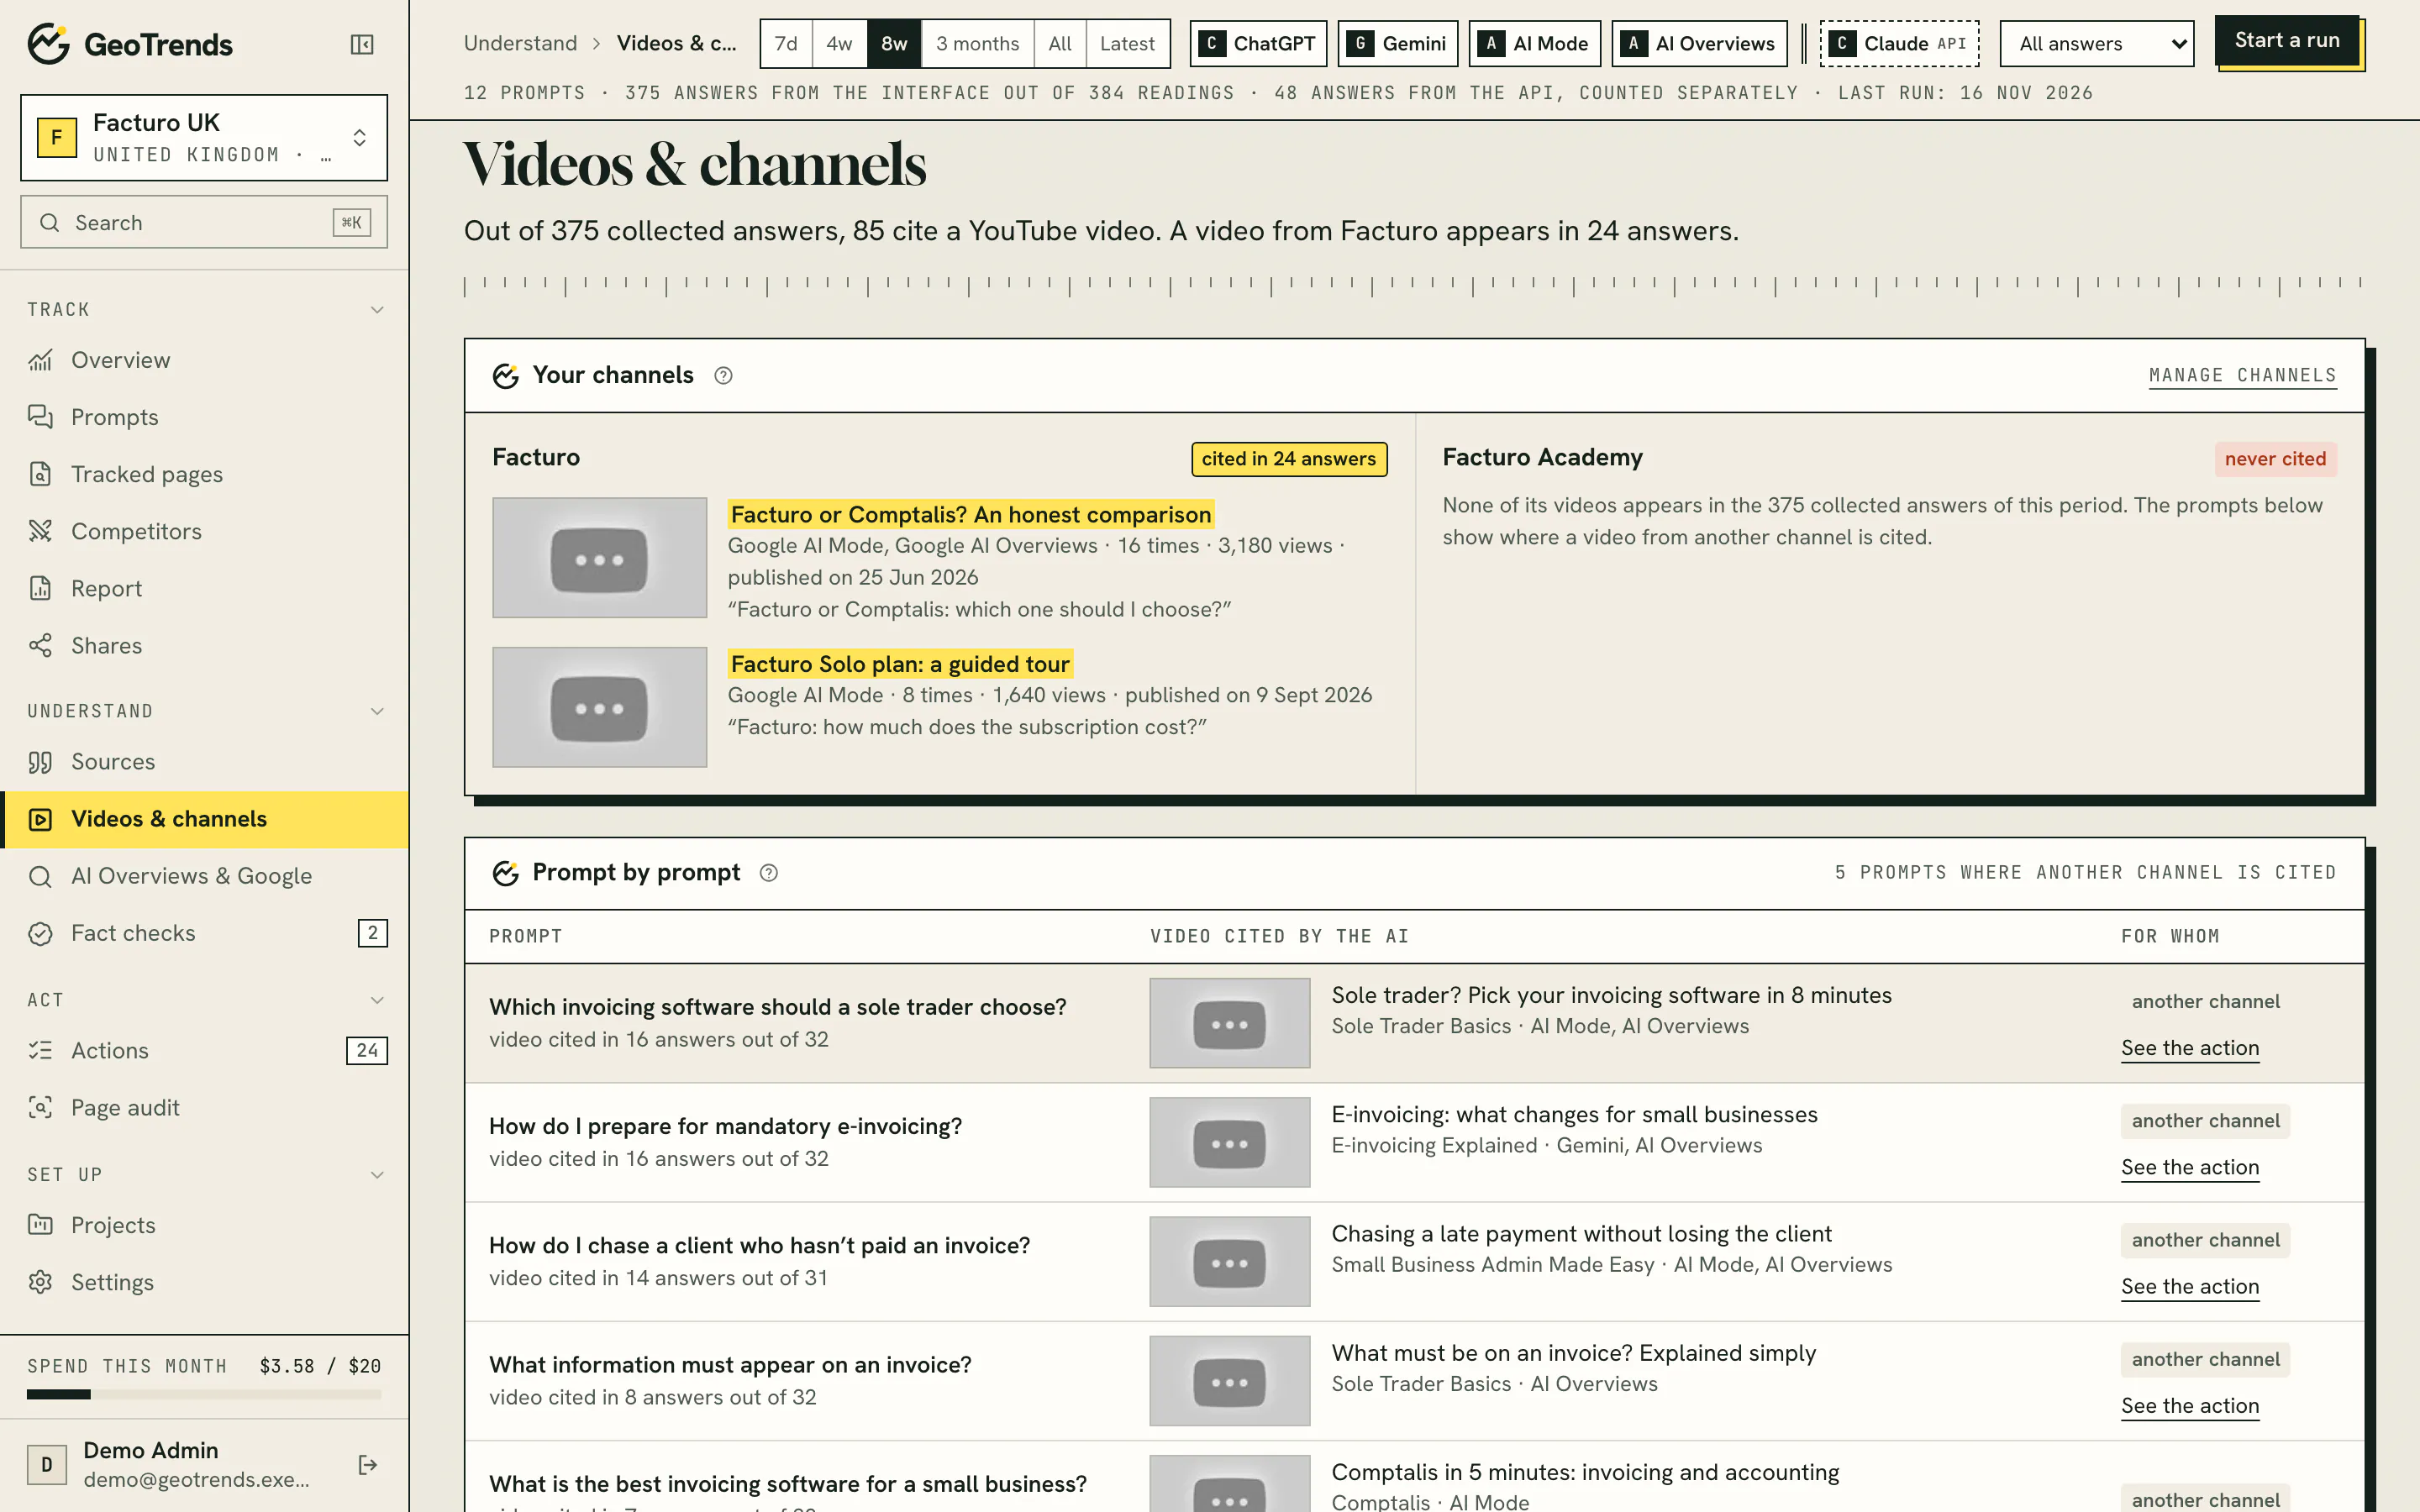 GeoTrends
F
Facturo UK
UNITED KINGDOM · …
Search
⌘K
TRACK
Overview
Prompts
Tracked pages
Competitors
Report
Shares
UNDERSTAND
Sources
Videos & channels
AI Overviews & Google
Fact checks 2
ACT
Actions 24
Page audit
SET UP
Projects
Settings
SPEND THIS MONTH $3.58 / $20
D
Demo Admin
demo@geotrends.exe...
Understand > Videos & c...
7d 4w 8w 3 months All Latest
C ChatGPT G Gemini A AI Mode A AI Overviews C Claude API
All answers
Start a run
12 PROMPTS · 375 ANSWERS FROM THE INTERFACE OUT OF 384 READINGS · 48 ANSWERS FROM THE API, COUNTED SEPARATELY · LAST RUN: 16 NOV 2026
Videos & channels
Out of 375 collected answers, 85 cite a YouTube video. A video from Facturo appears in 24 answers.
Your channels ?
MANAGE CHANNELS
Facturo
cited in 24 answers
Facturo or Comptalis? An honest comparison
Google AI Mode, Google AI Overviews · 16 times · 3,180 views ·
published on 25 Jun 2026
“Facturo or Comptalis: which one should I choose?”
Facturo Solo plan: a guided tour
Google AI Mode · 8 times · 1,640 views · published on 9 Sept 2026
“Facturo: how much does the subscription cost?”
Facturo Academy
never cited
None of its videos appears in the 375 collected answers of this period. The prompts below
show where a video from another channel is cited.
Prompt by prompt ?
5 PROMPTS WHERE ANOTHER CHANNEL IS CITED
PROMPT VIDEO CITED BY THE AI FOR WHOM
Which invoicing software should a sole trader choose?
video cited in 16 answers out of 32
Sole trader? Pick your invoicing software in 8 minutes
Sole Trader Basics · AI Mode, AI Overviews
another channel
See the action
How do I prepare for mandatory e-invoicing?
video cited in 16 answers out of 32
E-invoicing: what changes for small businesses
E-invoicing Explained · Gemini, AI Overviews
another channel
See the action
How do I chase a client who hasn’t paid an invoice?
video cited in 14 answers out of 31
Chasing a late payment without losing the client
Small Business Admin Made Easy · AI Mode, AI Overviews
another channel
See the action
What information must appear on an invoice?
video cited in 8 answers out of 32
What must be on an invoice? Explained simply
Sole Trader Basics · AI Overviews
another channel
See the action
What is the best invoicing software for a small business?
Comptalis in 5 minutes: invoicing and accounting
Comptalis · AI Mode
another channel